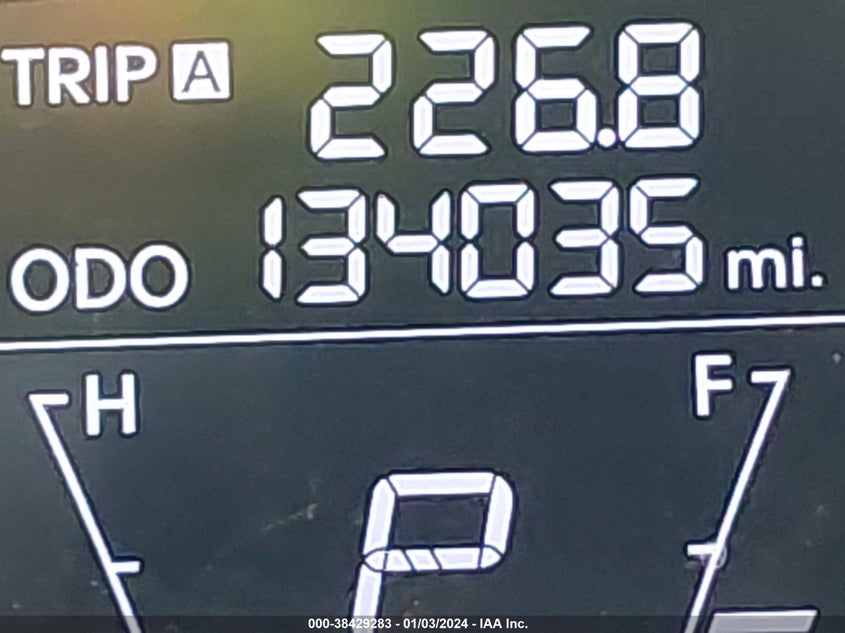 TRIP A 226.8
ODO 134035 mi.
H F
P
000-38429283 - 01/03/2024 - IAA Inc.